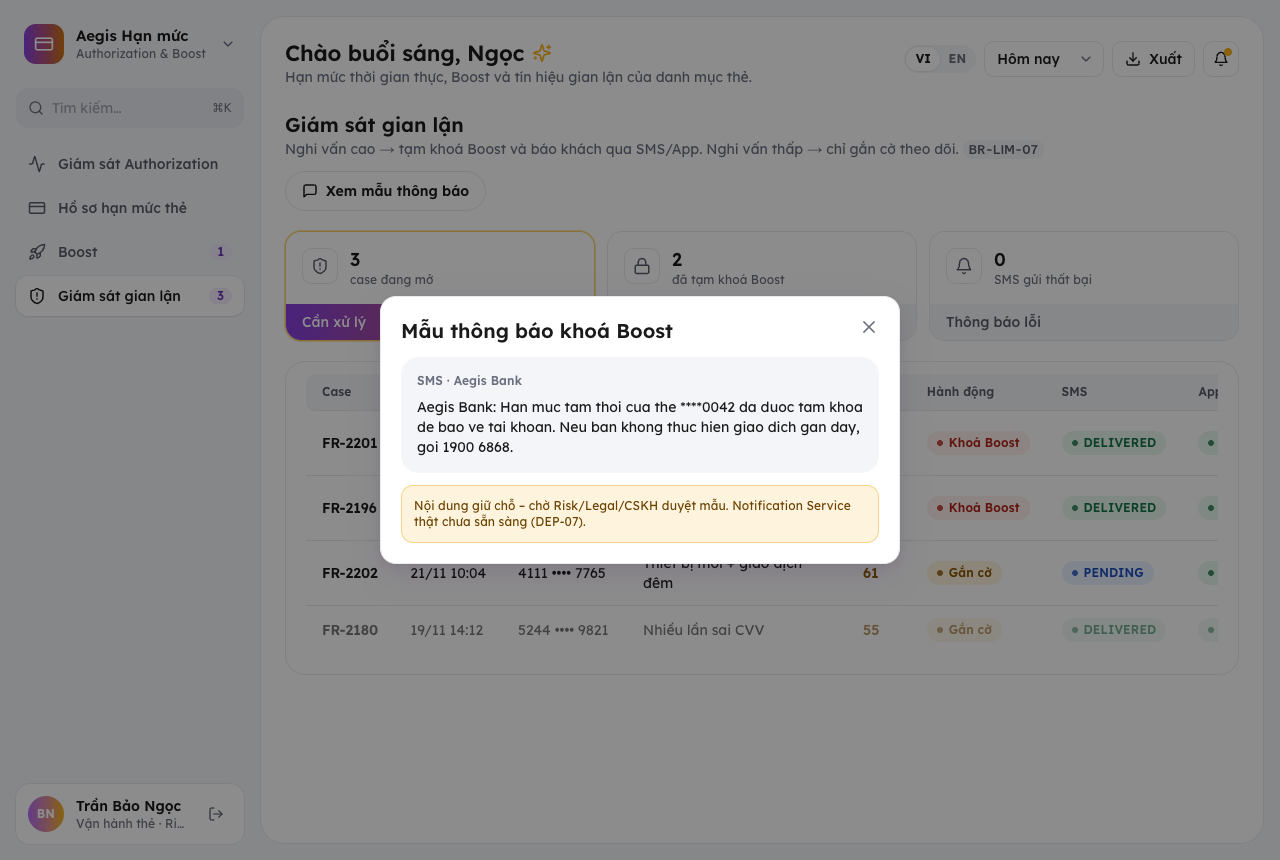 Aegis Hạn mức
Authorization & Boost
Tìm kiếm…
⌘K
Giám sát Authorization
Hồ sơ hạn mức thẻ
Boost
1
Giám sát gian lận
3
Trần Bảo Ngọc
Vận hành thẻ · Ri…
BN
Chào buổi sáng, Ngọc
Hạn mức thời gian thực, Boost và tín hiệu gian lận của danh mục thẻ.
VI EN
Hôm nay
Xuất
Giám sát gian lận
Nghi vấn cao → tạm khoá Boost và báo khách qua SMS/App. Nghi vấn thấp → chỉ gắn cờ theo dõi. BR-LIM-07
Xem mẫu thông báo
3
case đang mở
Cần xử lý
2
đã tạm khoá Boost
0
SMS gửi thất bại
Thông báo lỗi
Mẫu thông báo khoá Boost
SMS · Aegis Bank
Aegis Bank: Han muc tam thoi cua the ****0042 da duoc tam khoa
de bao ve tai khoan. Neu ban khong thuc hien giao dich gan day,
goi 1900 6868.
Nội dung giữ chỗ – chờ Risk/Legal/CSKH duyệt mẫu. Notification Service
thật chưa sẵn sàng (DEP-07).
Case Hành động SMS App
FR-2201 Khoá Boost DELIVERED
FR-2196 Khoá Boost DELIVERED
FR-2202 21/11 10:04 4111 •••• 7765 Thiết bị mới + giao dịch
đêm
61 Gắn cờ PENDING
FR-2180 19/11 14:12 5244 •••• 9821 Nhiều lần sai CVV 55 Gắn cờ DELIVERED